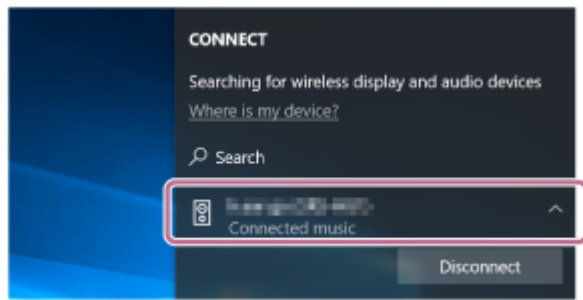 CONNECT
Searching for wireless display and audio devices
Where is my device?
Search
Connected music
Disconnect